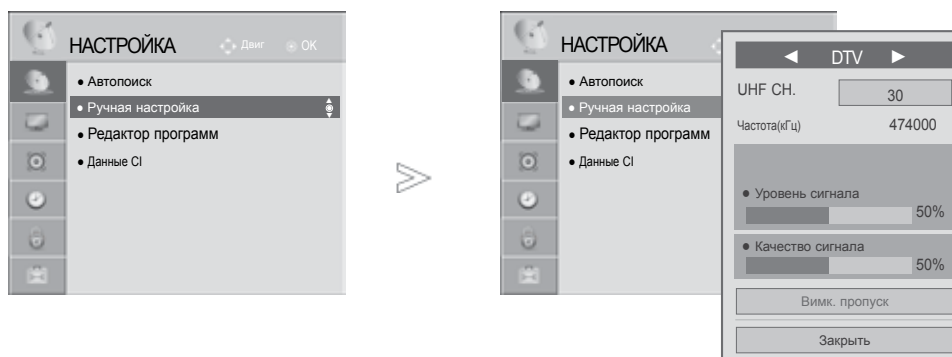 НАСТРОЙКА Двиг OK
● Автопоиск
● Ручная настройка
● Редактор программ
● Данные CI
НАСТРОЙКА
● Автопоиск
● Ручная настройка
● Редактор программ
● Данные CI
◄ DTV ►
UHF CH. 30
Частота(кГц) 474000
● Уровень сигнала
50%
● Качество сигнала
50%
Вимк. пропуск
Закрыть